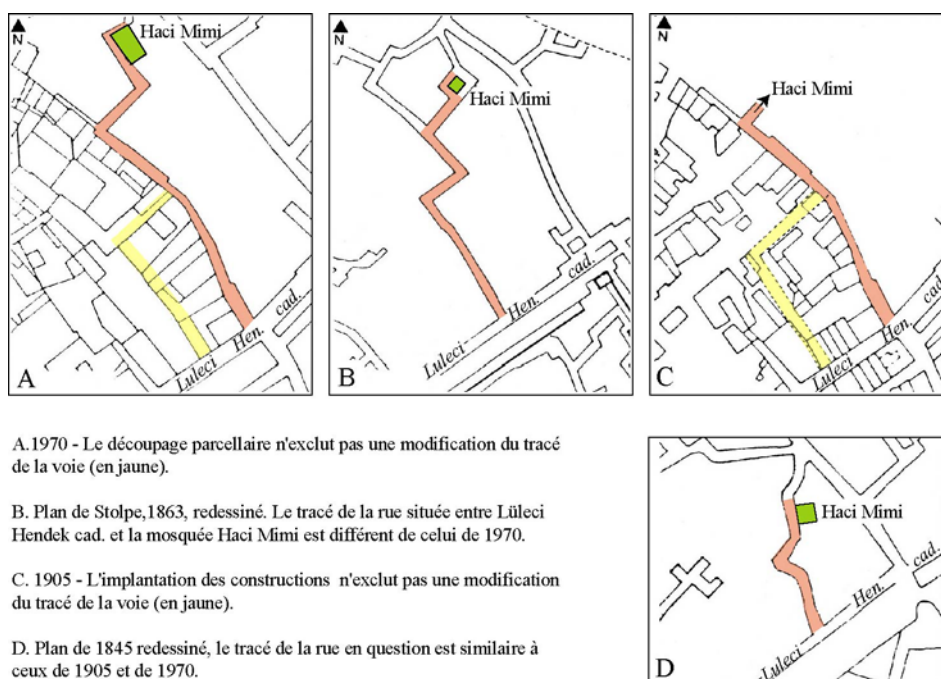 N
Haci Mimi
A
Luleci Hen. cad.
N
Haci Mimi
B
Luleci Hen. cad.
N
Haci Mimi
C
Luleci Hen. cad.
A.1970 - Le découpage parcellaire n'exclut pas une modification du tracé
de la voie (en jaune).
B. Plan de Stolpe,1863, redessiné. Le tracé de la rue située entre Lüleci
Hendek cad. et la mosquée Haci Mimi est différent de celui de 1970.
C. 1905 - L'implantation des constructions n'exclut pas une modification
du tracé de la voie (en jaune).
D. Plan de 1845 redessiné, le tracé de la rue en question est similaire à
ceux de 1905 et de 1970.
Haci Mimi
D
Luleci Hen. cad.